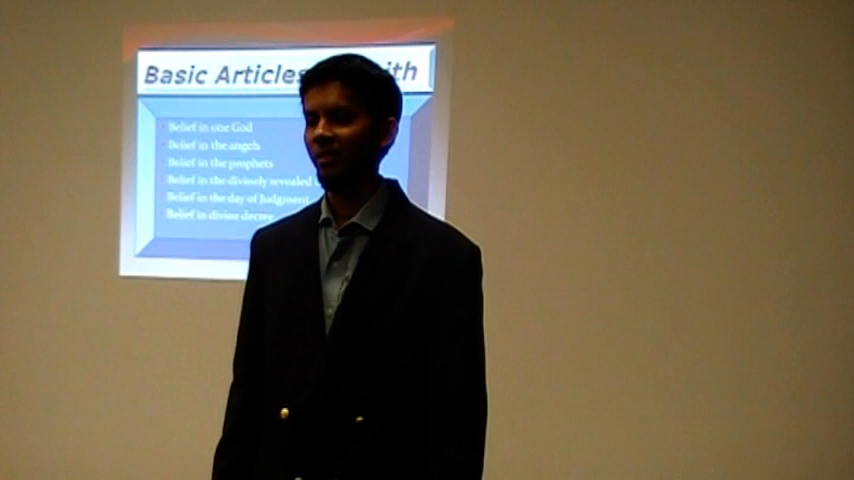 Basic Articles ith
Belief in one God
Belief in the angels
Belief in the prophets
Belief in the divinely revealed
Belief in the day of Judgment
Belief in divine decree